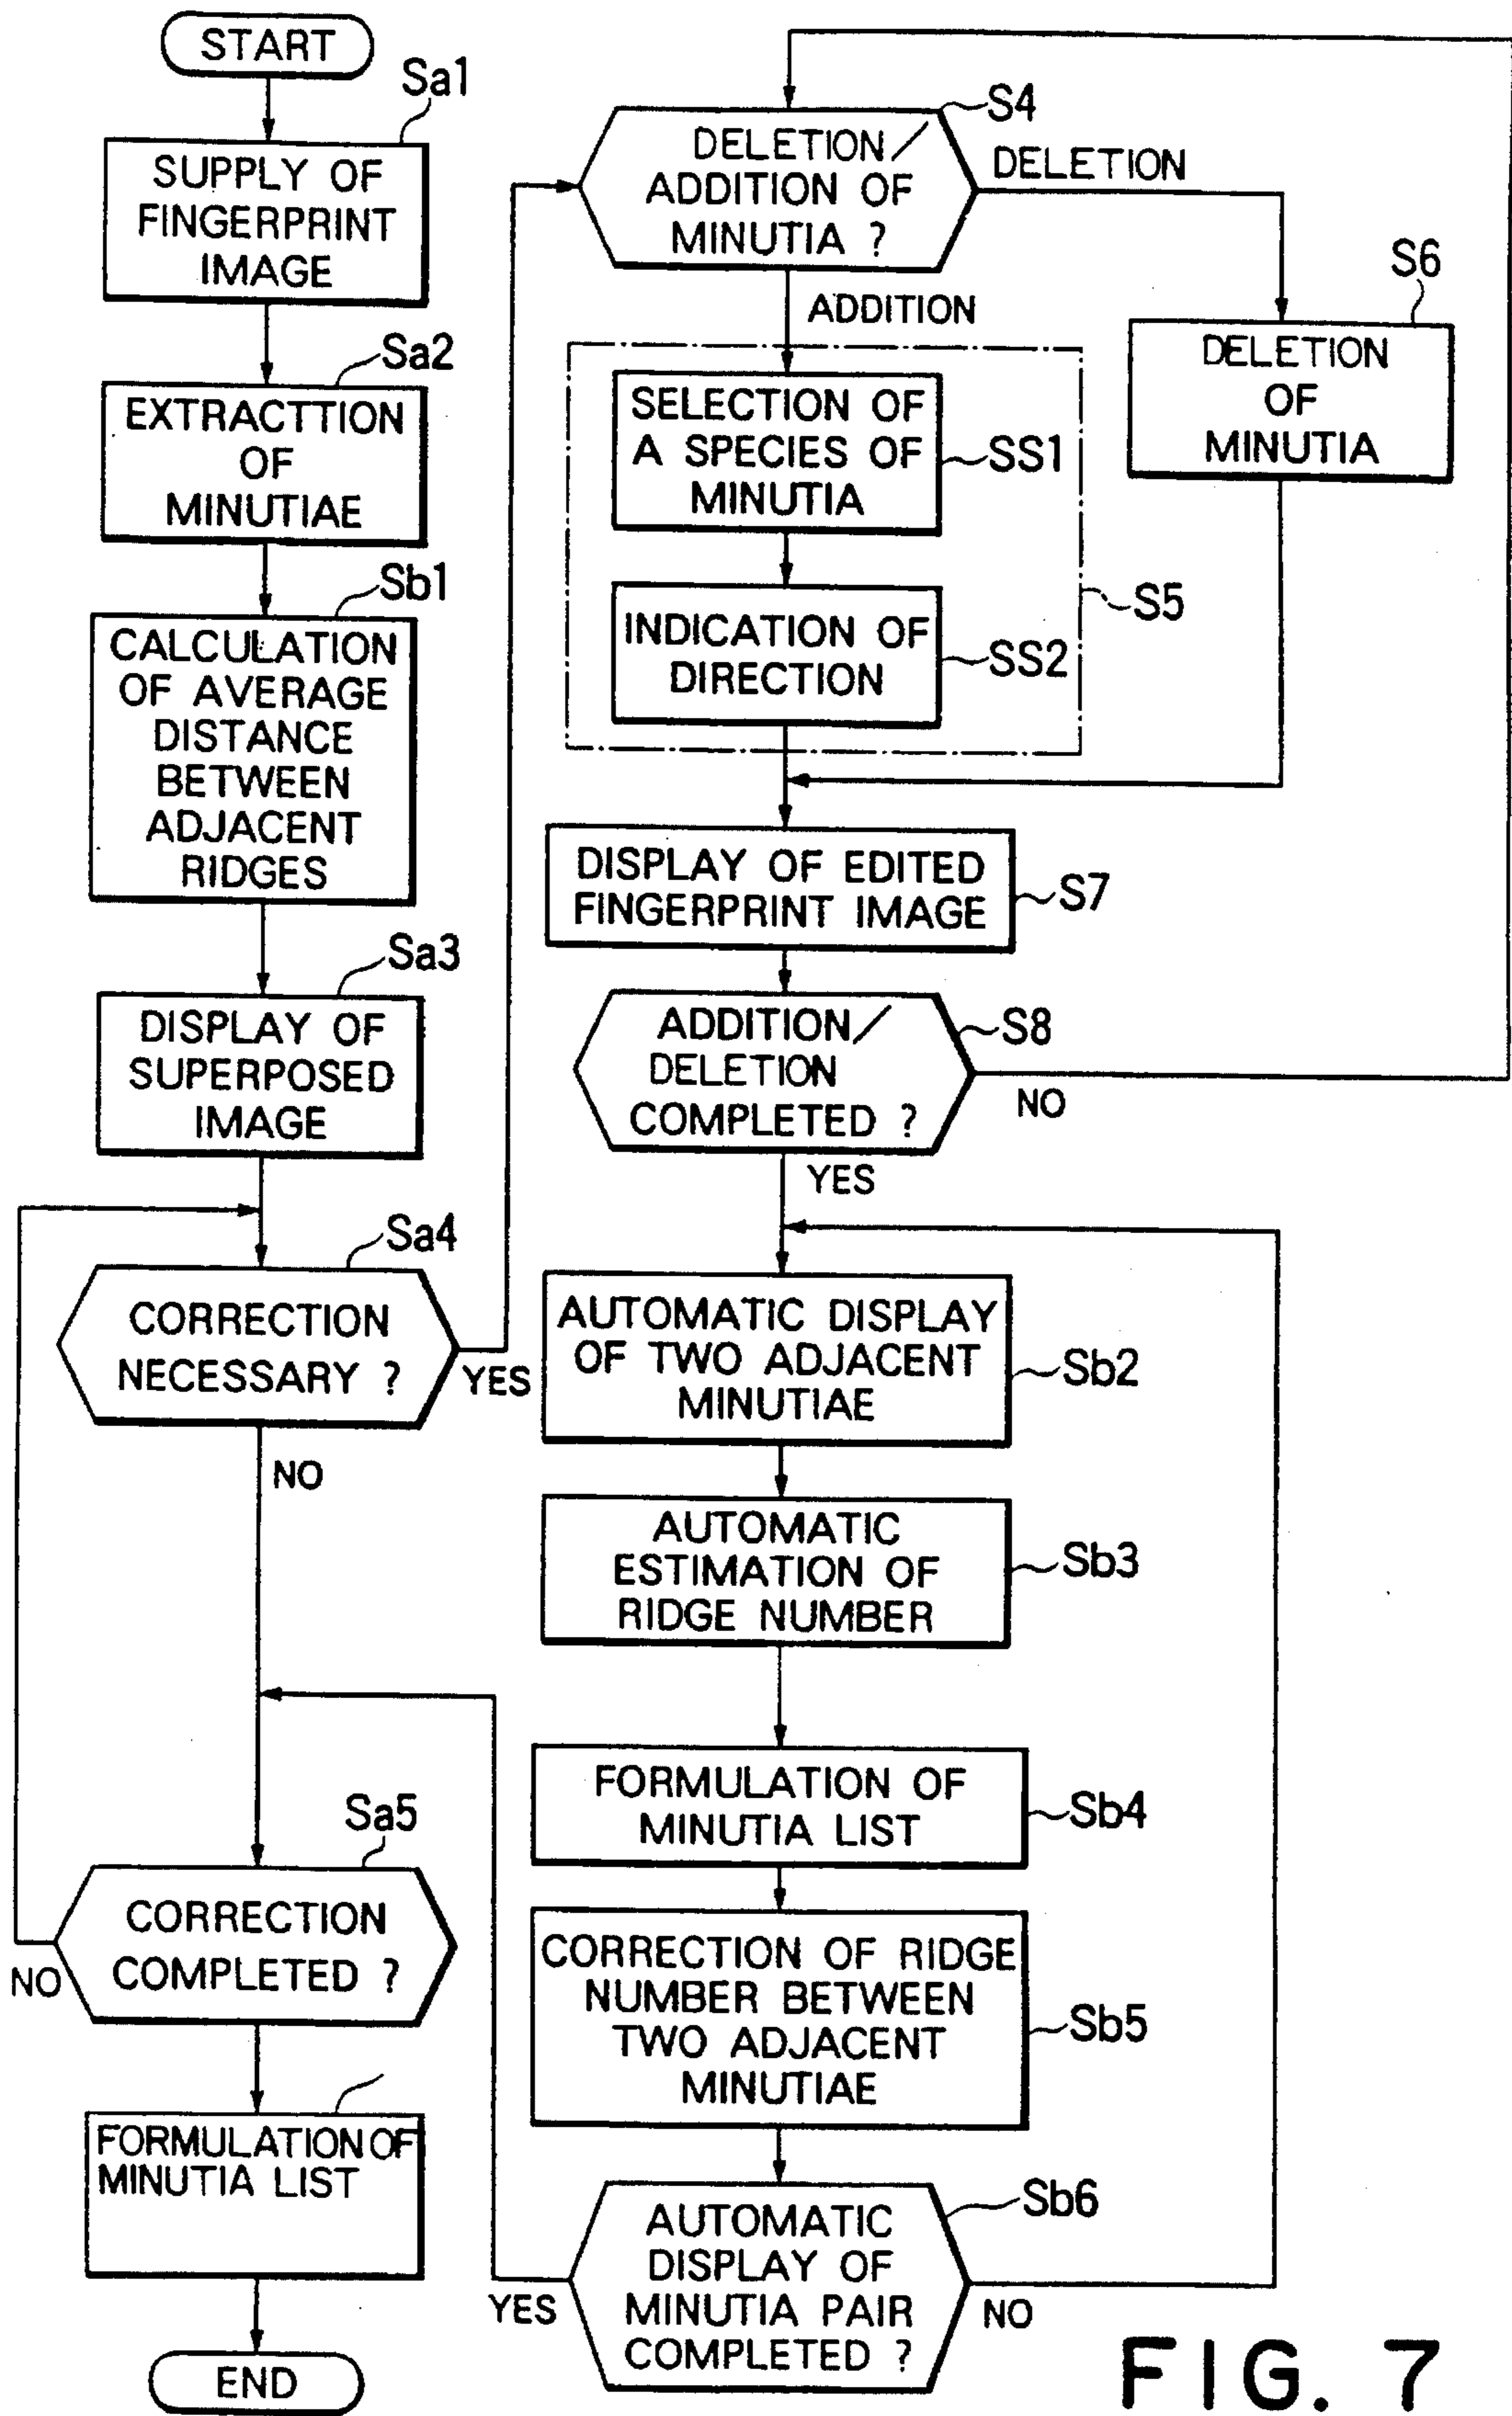 START
Sa1
SUPPLY OF
FINGERPRINT
IMAGE
Sa2
EXTRACTTION
OF
MINUTIAE
Sb1
CALCULATION
OF AVERAGE
DISTANCE
BETWEEN
ADJACENT
RIDGES
Sa3
DISPLAY OF
SUPERPOSED
IMAGE
Sa4
CORRECTION
NECESSARY ?
YES
NO
Sa5
CORRECTION
COMPLETED ?
NO
FORMULATION OF
MINUTIA LIST
END
S4
DELETION /
ADDITION OF
MINUTIA ?
DELETION
ADDITION
S6
DELETION
OF
MINUTIA
SELECTION OF
A SPECIES OF
MINUTIA
SS1
INDICATION OF
DIRECTION
SS2
S5
DISPLAY OF EDITED
FINGERPRINT IMAGE
S7
ADDITION/
DELETION
COMPLETED ?
S8
NO
YES
AUTOMATIC DISPLAY
OF TWO ADJACENT
MINUTIAE
Sb2
AUTOMATIC
ESTIMATION OF
RIDGE NUMBER
Sb3
FORMULATION OF
MINUTIA LIST
Sb4
CORRECTION OF RIDGE
NUMBER BETWEEN
TWO ADJACENT
MINUTIAE
Sb5
Sb6
AUTOMATIC
DISPLAY OF
MINUTIA PAIR
COMPLETED ?
YES
NO
FIG. 7